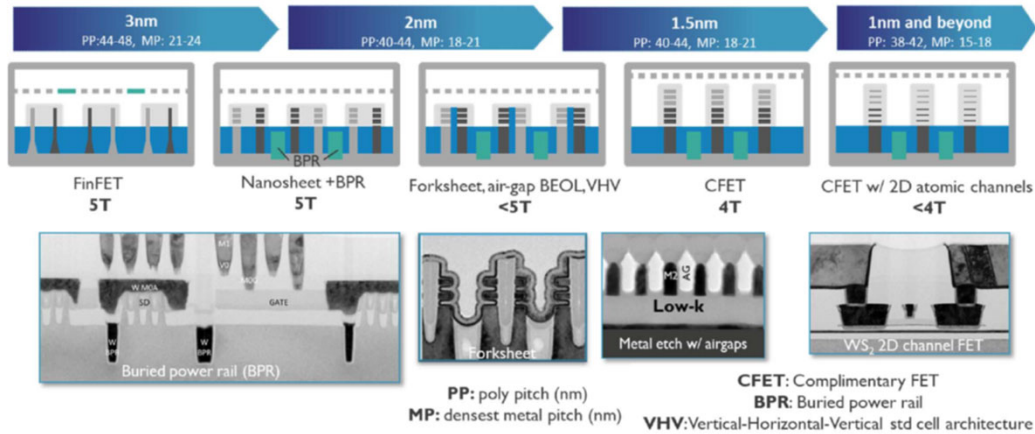 3nm
PP:44-48, MP: 21-24
2nm
PP:40-44, MP: 18-21
1.5nm
PP: 40-44, MP: 18-21
1nm and beyond
PP: 38-42, MP: 15-18
BPR
FinFET
5T
Nanosheet +BPR
5T
Forksheet, air-gap BEOL, VHV
<5T
CFET
4T
CFET w/ 2D atomic channels
<4T
M1
V0
W M0A
SD
GATE
W
BPR
W
BPR
Buried power rail (BPR)
Forksheet
M2
AG
Low-k
Metal etch w/ airgaps
WS2 2D channel FET
PP: poly pitch (nm)
MP: densest metal pitch (nm)
CFET: Complimentary FET
BPR: Buried power rail
VHV:Vertical-Horizontal-Vertical std cell architecture